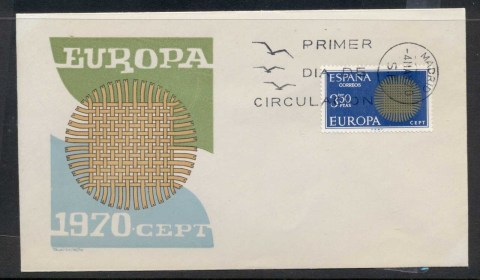 EUROPA
1970·CEPT
PRIMER
DIA DE
CIRCULACION
MADRID
ESPAÑA
CORREOS
3'50
PTAS
EUROPA
CEPT